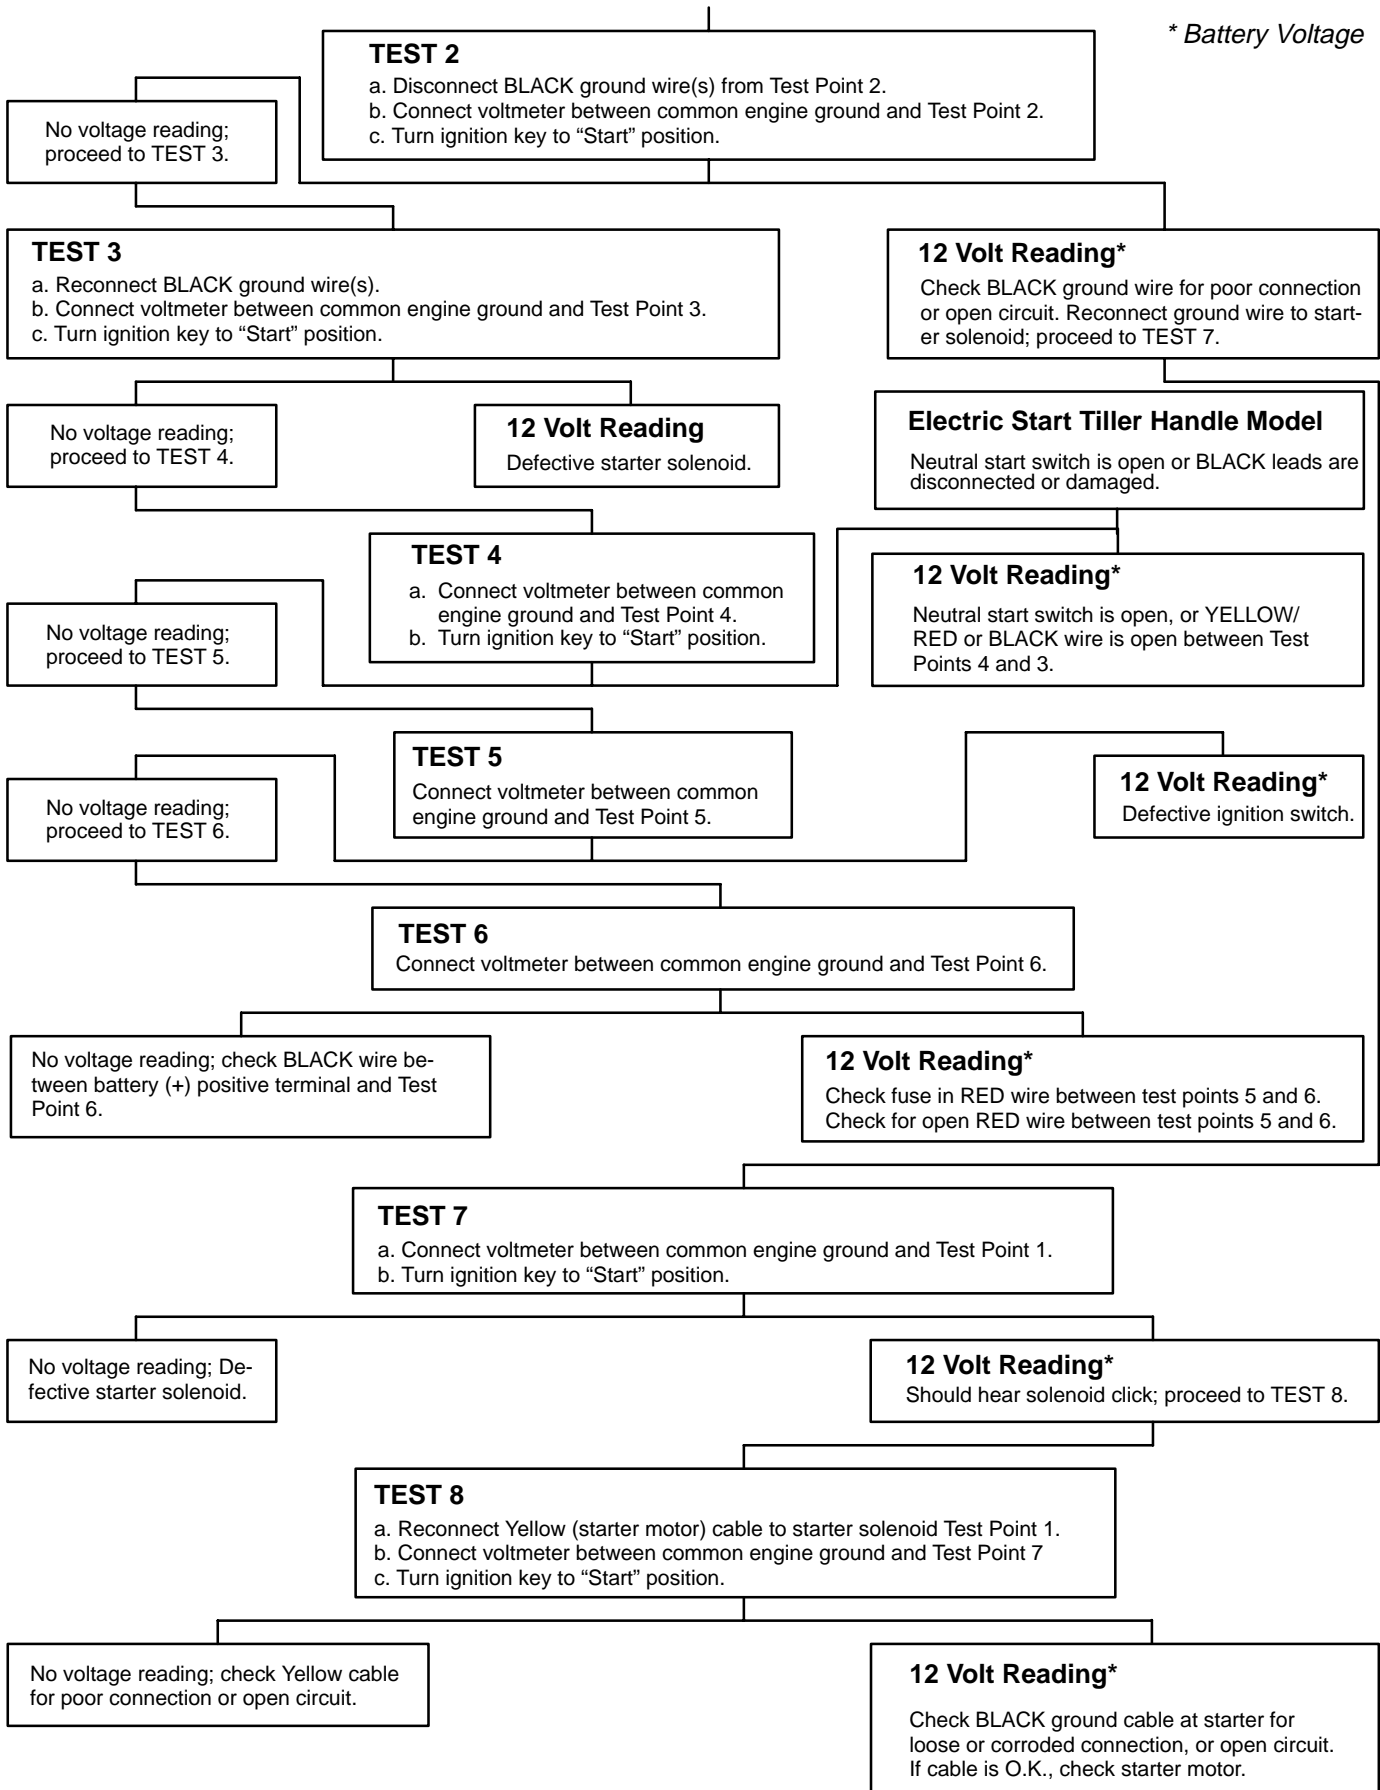 * Battery Voltage
TEST 2
a. Disconnect BLACK ground wire(s) from Test Point 2.
b. Connect voltmeter between common engine ground and Test Point 2.
c. Turn ignition key to “Start” position.
No voltage reading;
proceed to TEST 3.
TEST 3
a. Reconnect BLACK ground wire(s).
b. Connect voltmeter between common engine ground and Test Point 3.
c. Turn ignition key to “Start” position.
12 Volt Reading*
Check BLACK ground wire for poor connection
or open circuit. Reconnect ground wire to start-
er solenoid; proceed to TEST 7.
No voltage reading;
proceed to TEST 4.
12 Volt Reading
Defective starter solenoid.
Electric Start Tiller Handle Model
Neutral start switch is open or BLACK leads are
disconnected or damaged.
TEST 4
a. Connect voltmeter between common
engine ground and Test Point 4.
b. Turn ignition key to “Start” position.
12 Volt Reading*
Neutral start switch is open, or YELLOW/
RED or BLACK wire is open between Test
Points 4 and 3.
No voltage reading;
proceed to TEST 5.
TEST 5
Connect voltmeter between common
engine ground and Test Point 5.
12 Volt Reading*
Defective ignition switch.
No voltage reading;
proceed to TEST 6.
TEST 6
Connect voltmeter between common engine ground and Test Point 6.
No voltage reading; check BLACK wire be-
tween battery (+) positive terminal and Test
Point 6.
12 Volt Reading*
Check fuse in RED wire between test points 5 and 6.
Check for open RED wire between test points 5 and 6.
TEST 7
a. Connect voltmeter between common engine ground and Test Point 1.
b. Turn ignition key to “Start” position.
No voltage reading; De-
fective starter solenoid.
12 Volt Reading*
Should hear solenoid click; proceed to TEST 8.
TEST 8
a. Reconnect Yellow (starter motor) cable to starter solenoid Test Point 1.
b. Connect voltmeter between common engine ground and Test Point 7
c. Turn ignition key to “Start” position.
No voltage reading; check Yellow cable
for poor connection or open circuit.
12 Volt Reading*
Check BLACK ground cable at starter for
loose or corroded connection, or open circuit.
If cable is O.K., check starter motor.